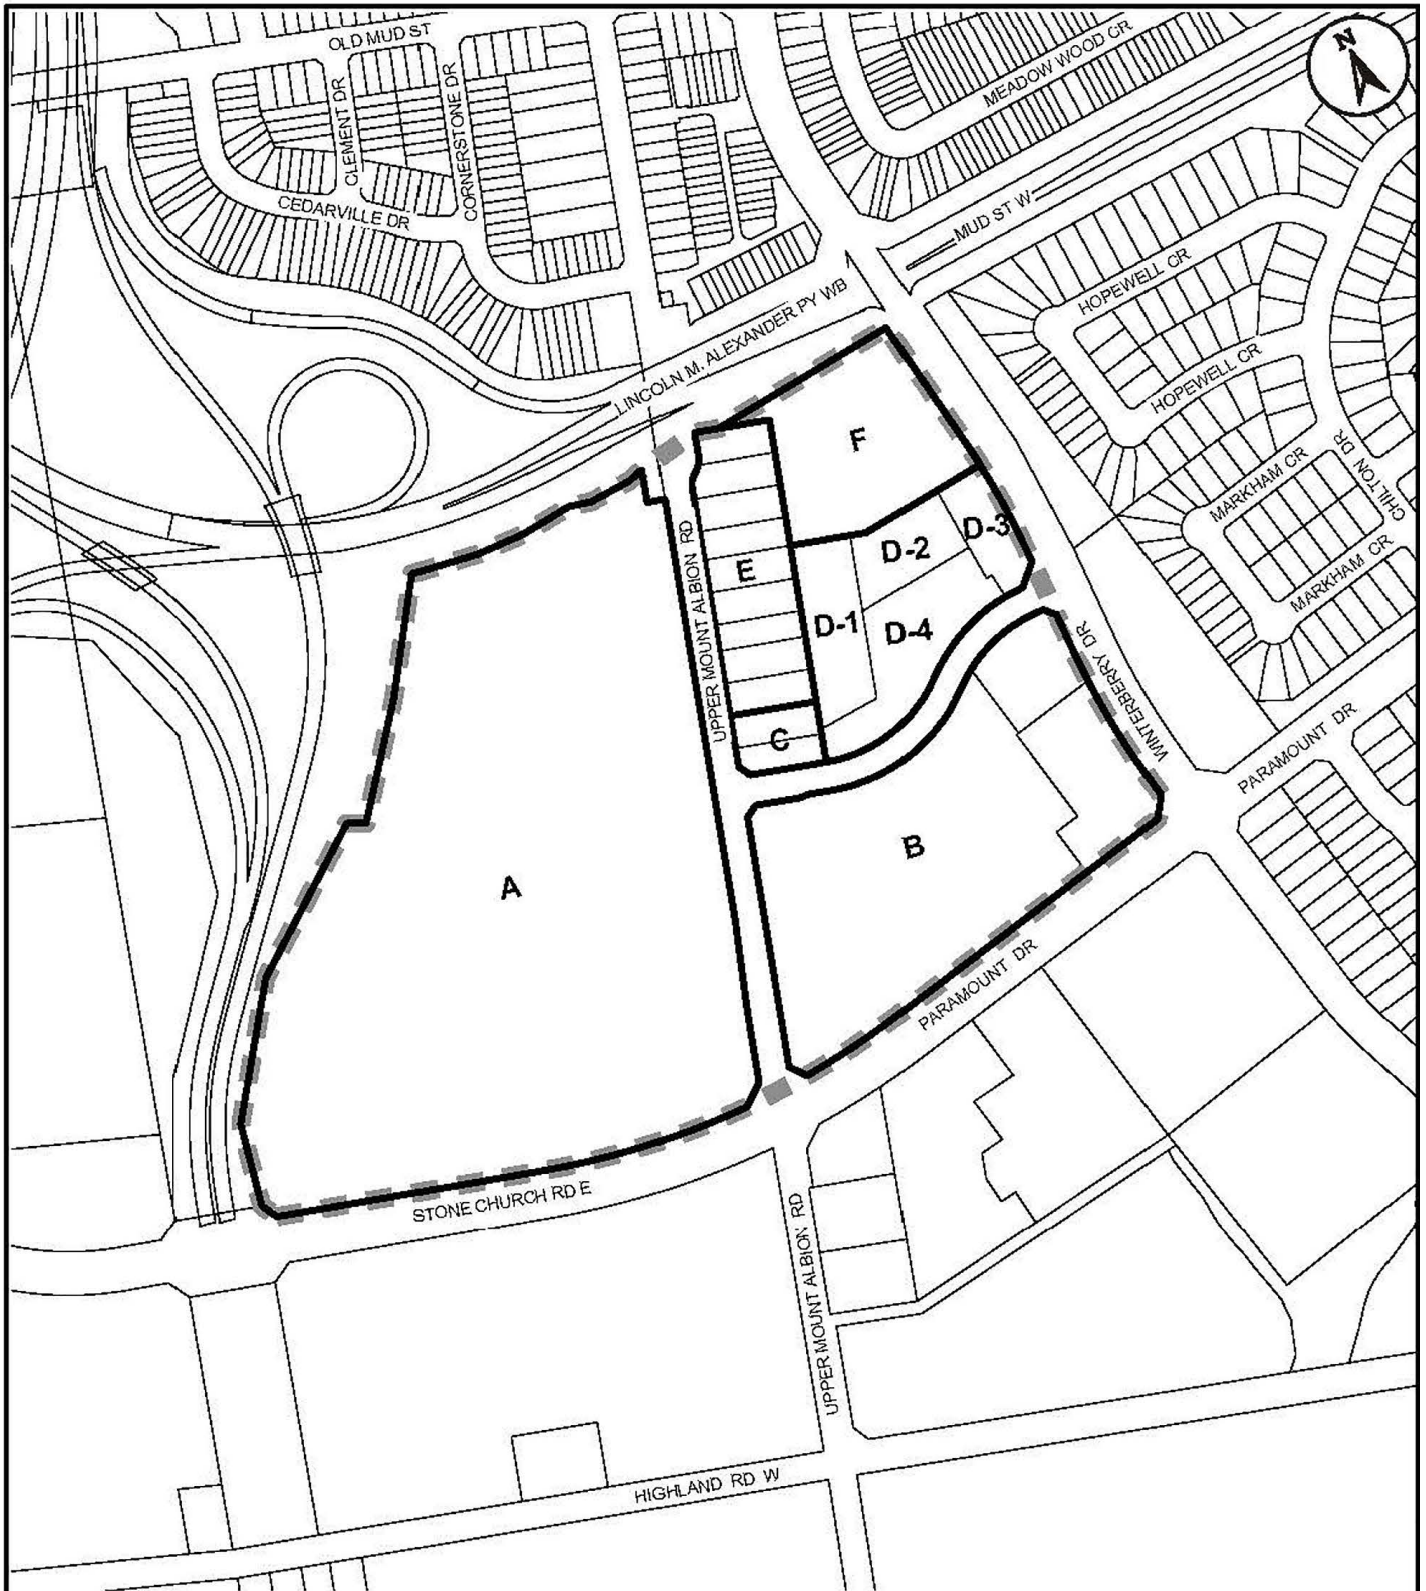 OLD MUD ST
MEADOW WOOD CR
N
CLEMENT DR
CORNERSTONE DR
CEDARVILLE DR
MUD ST W
HOPEWELL CR
LINCOLN M. ALEXANDER PY WB
HOPEWELL CR
F
MARKHAM CR
CHILTON DR
D-3
D-2
E
UPPER MOUNT ALBION RD
MARKHAM CR
D-1
D-4
WINTERBERRY DR
C
PARAMOUNT DR
B
A
PARAMOUNT DR
STONE CHURCH RD E
UPPER MOUNT ALBION RD
HIGHLAND RD W